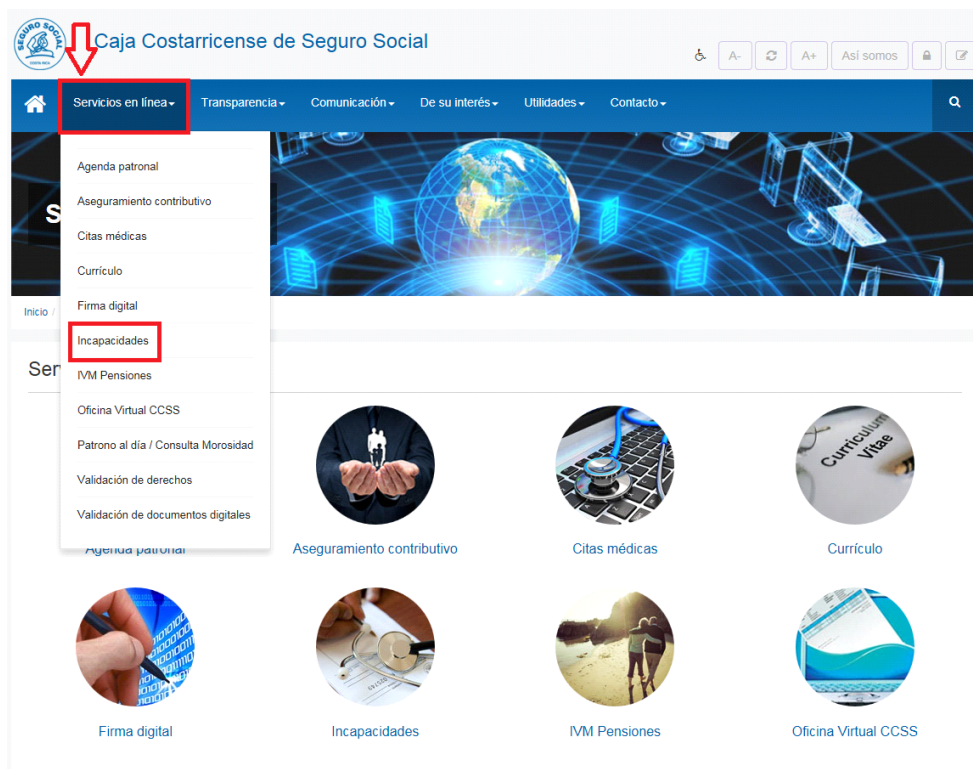 SEGURO SOCIAL
COSTA RICA
Caja Costarricense de Seguro Social
A-
A+
Así somos
Servicios en línea
Transparencia
Comunicación
De su interés
Utilidades
Contacto
Agenda patronal
Aseguramiento contributivo
Citas médicas
Currículo
Firma digital
Incapacidades
IVM Pensiones
Oficina Virtual CCSS
Patrono al día / Consulta Morosidad
Validación de derechos
Validación de documentos digitales
S
Inicio /
Ser
Curriculum
Vitae
Agenda patronal
Aseguramiento contributivo
Citas médicas
Currículo
Firma digital
Incapacidades
IVM Pensiones
Oficina Virtual CCSS